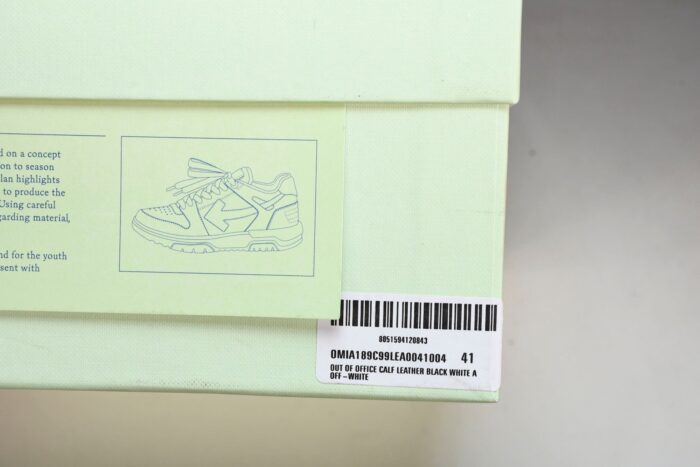 d on a concept
on to season
lan highlights
to produce the
Using careful
garding material,
nd for the youth
sent with
8051594120843
OMIA189C99LEA0041004 41
OUT OF OFFICE CALF LEATHER BLACK WHITE A
OFF-WHITE